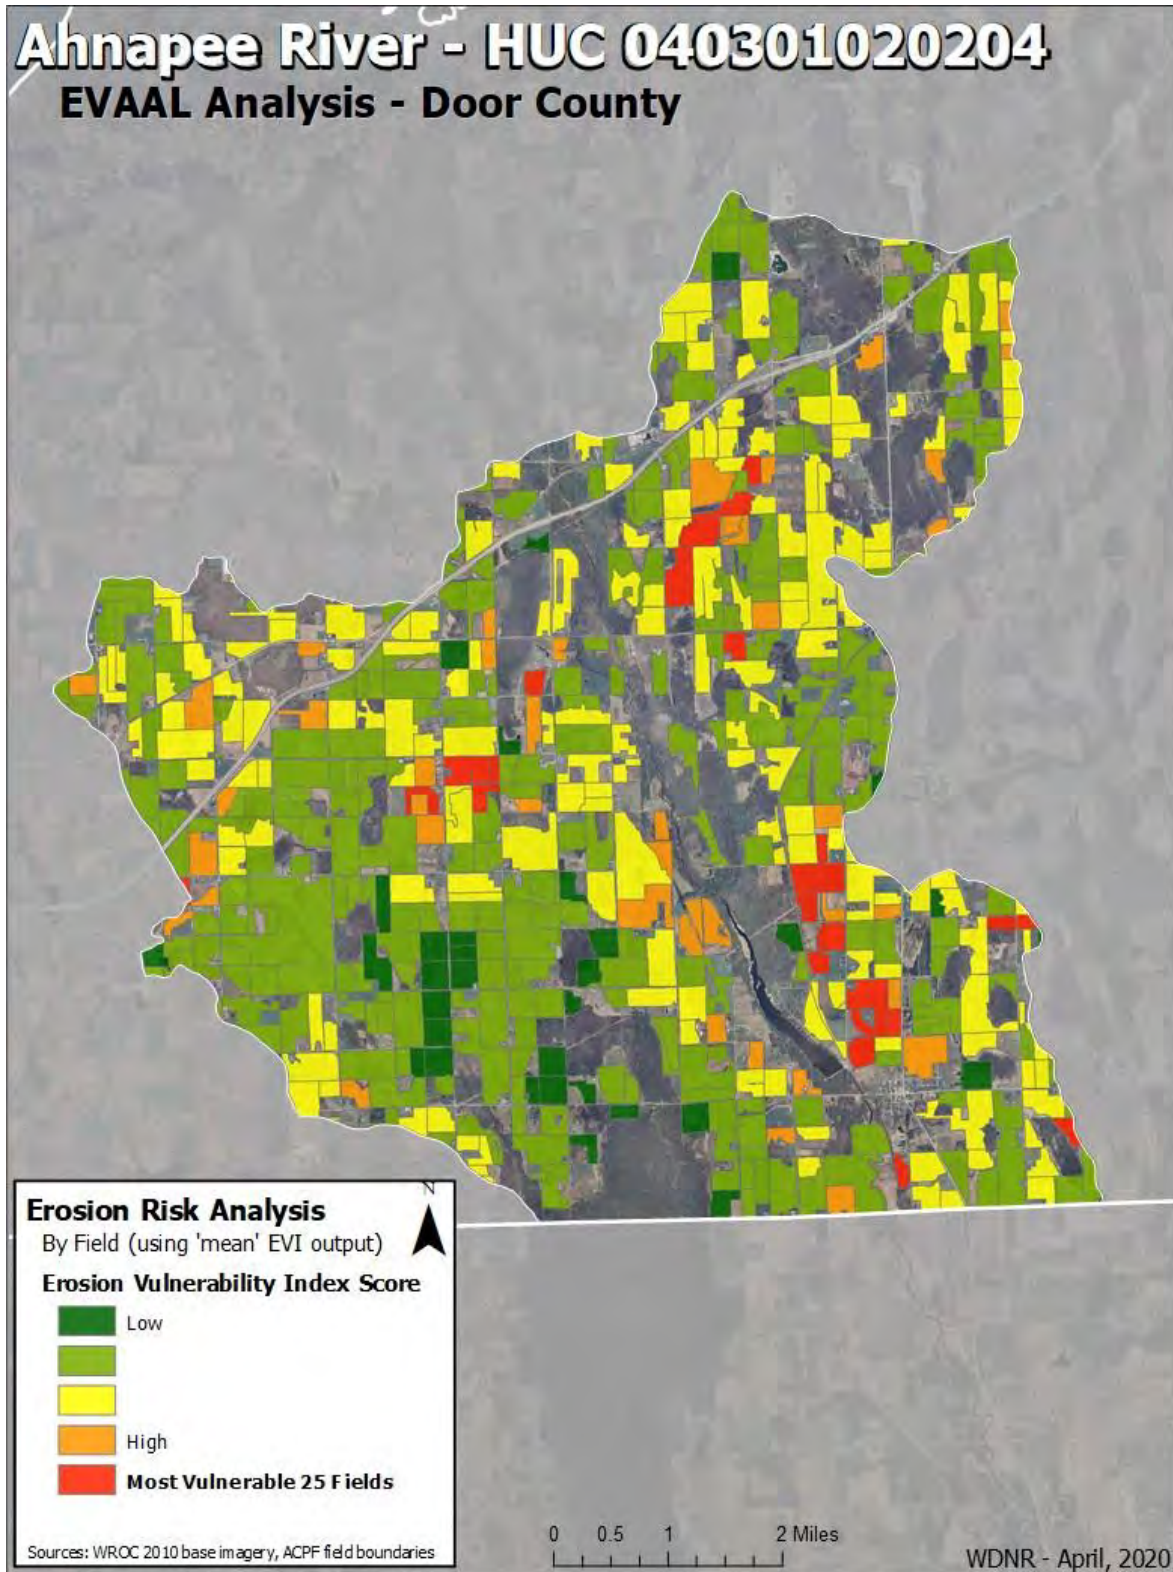 Ahnapee River - HUC 040301020204
EVAAL Analysis - Door County
N
Erosion Risk Analysis
By Field (using 'mean' EVI output)
Erosion Vulnerability Index Score
Low
High
Most Vulnerable 25 Fields
Sources: WROC 2010 base imagery, ACPF field boundaries
0 0.5 1 2 Miles
WDNR - April, 2020